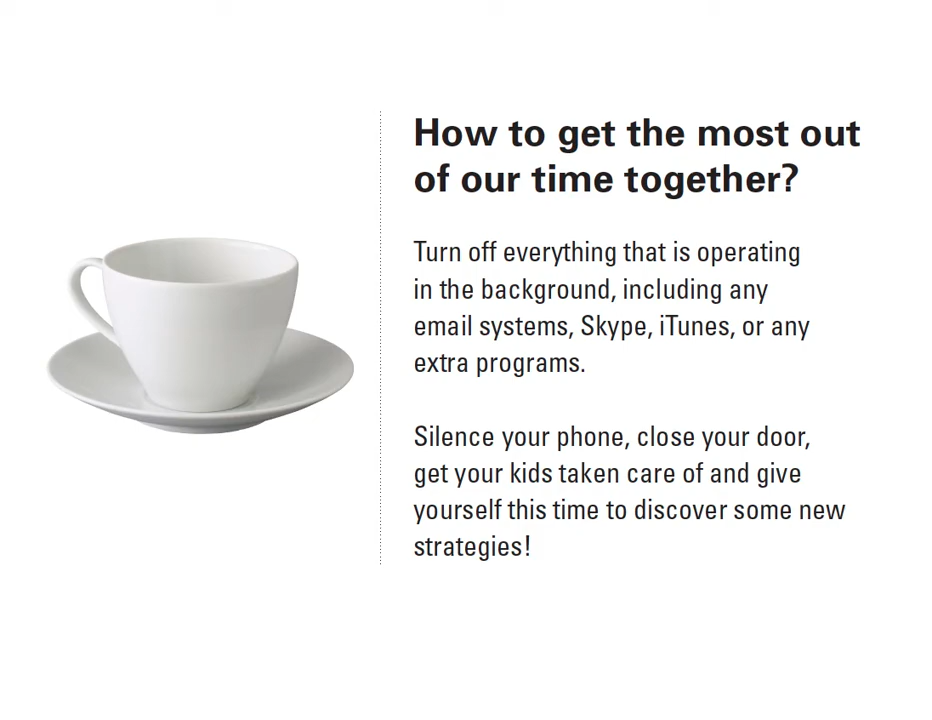 How to get the most out
of our time together?
Turn off everything that is operating
in the background, including any
email systems, Skype, iTunes, or any
extra programs.
Silence your phone, close your door,
get your kids taken care of and give
yourself this time to discover some new
strategies!